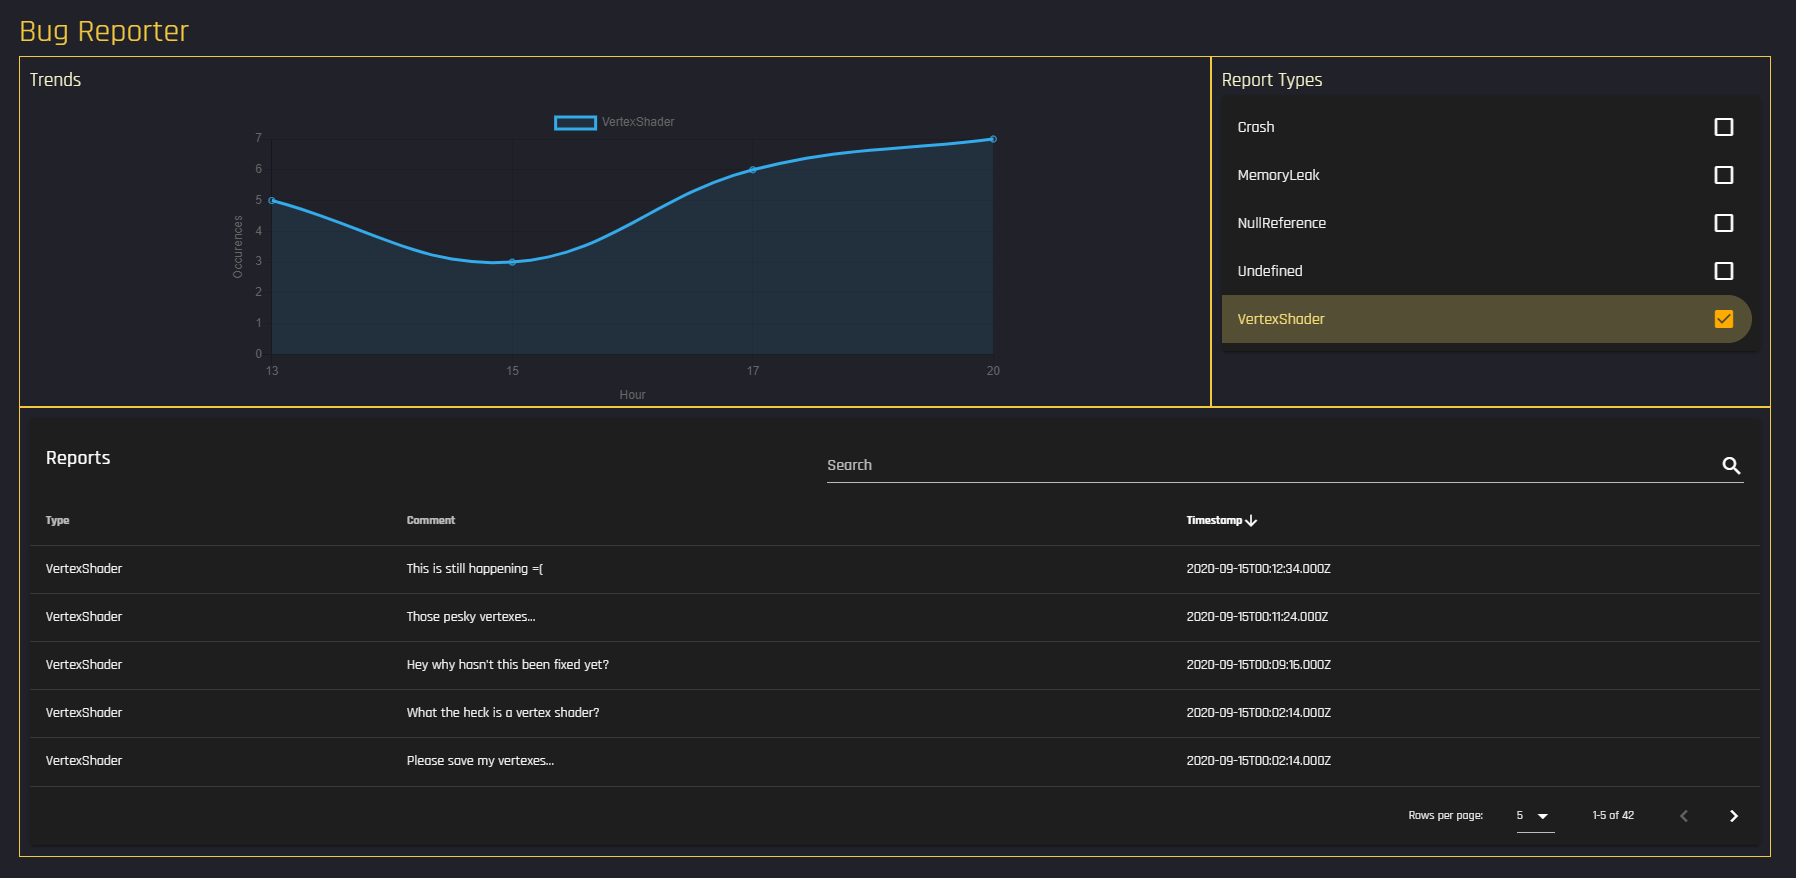 Bug Reporter
Trends
VertexShader
7
6
5
4
3
2
1
0
Occurences
13 15 17 20
Hour
Report Types
Crash
MemoryLeak
NullReference
Undefined
VertexShader
Reports
Search
Type Comment Timestamp
VertexShader This is still happening =[ 2020-09-15T00:12:34.000Z
VertexShader Those pesky vertexes... 2020-09-15T00:11:24.000Z
VertexShader Hey why hasn't this been fixed yet? 2020-09-15T00:09:16.000Z
VertexShader What the heck is a vertex shader? 2020-09-15T00:02:14.000Z
VertexShader Please save my vertexes... 2020-09-15T00:02:14.000Z
Rows per page: 5 1-5 of 42